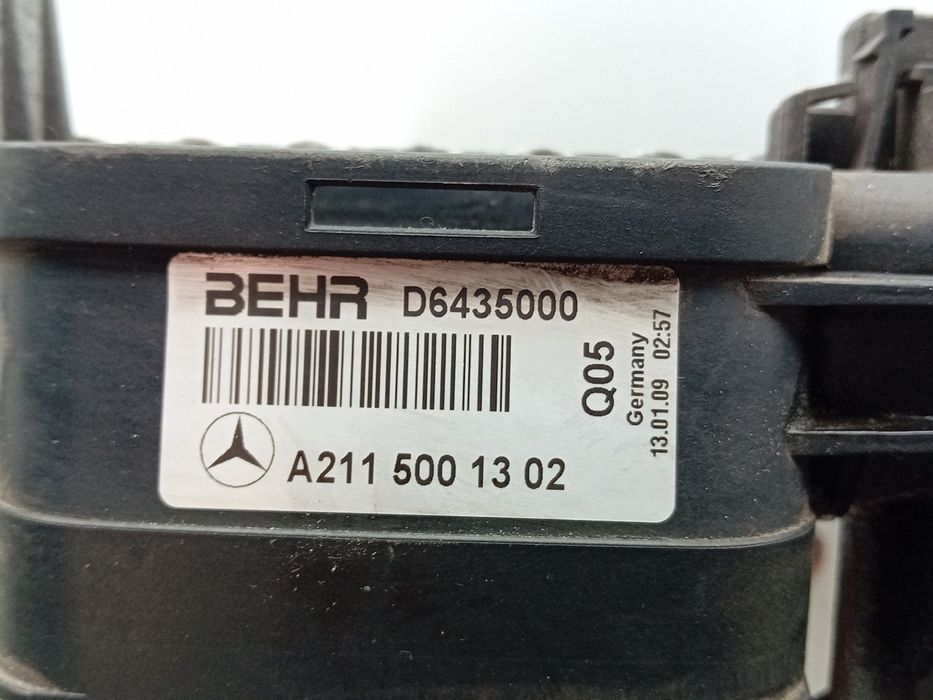 BEHR D6435000
Q05
Germany
13.01.09 02:57
A211 500 13 02